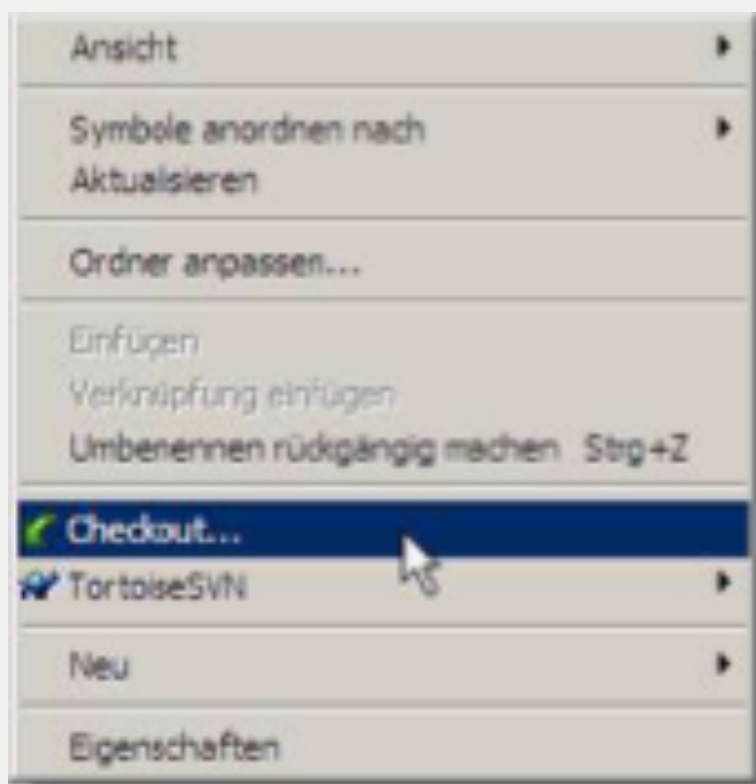 Ansicht
Symbole anordnen nach
Aktualisieren
Ordner anpassen...
Einfügen
Verknüpfung einfügen
Umbenennen rückgängig machen Strg+Z
Checkout...
TortoiseSVN
Neu
Eigenschaften